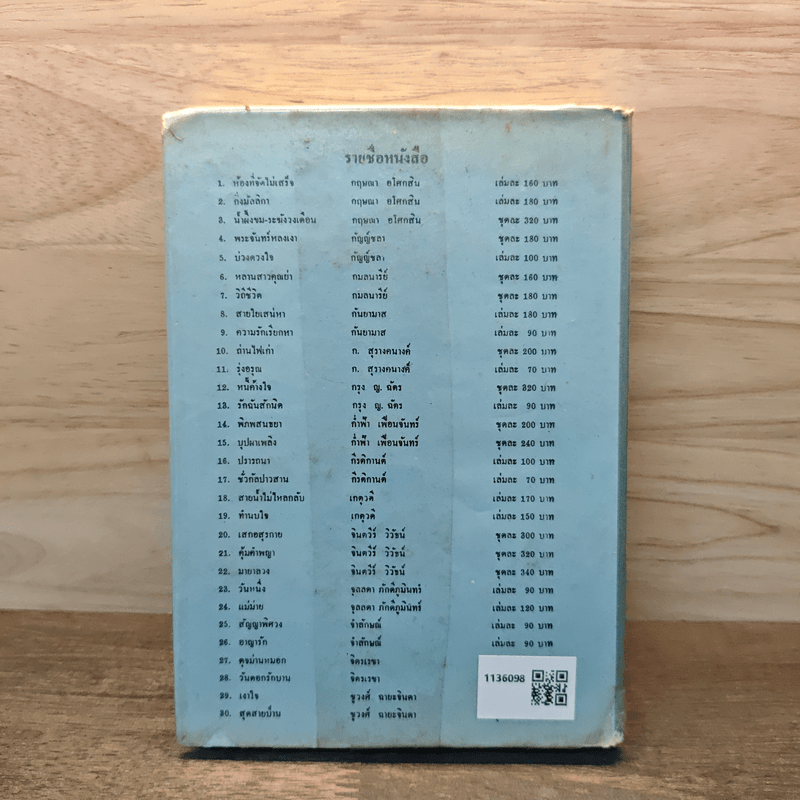 รายชื่อหนังสือ
1. ห้องที่จัดไม่เสร็จ กฤษณา อโศกสิน เล่มละ 160 บาท
2. กิ่งมัลลิกา กฤษณา อโศกสิน เล่มละ 180 บาท
3. น้ำผึ้งขม-ระฆังวงเดือน กฤษณา อโศกสิน ชุดละ 320 บาท
4. พระจันทร์หลงเงา กัญญ์ชลา ชุดละ 180 บาท
5. บ่วงดวงใจ กัญญ์ชลา เล่มละ 100 บาท
6. หลานสาวคุณย่า กมลนารีย์ ชุดละ 160 บาท
7. วิถีชีวิต กมลนารีย์ ชุดละ 180 บาท
8. สายใยเสน่หา กันยามาส เล่มละ 180 บาท
9. ความรักเรียกหา กันยามาส เล่มละ 90 บาท
10. ถ่านไฟเก่า ก. สุรางคนางค์ ชุดละ 200 บาท
11. รุ่งอรุณ ก. สุรางคนางค์ เล่มละ 70 บาท
12. หนี้ค้างใจ กรุง ญ. ฉัตร ชุดละ 320 บาท
13. รักฉันสักนิด กรุง ญ. ฉัตร เล่มละ 90 บาท
14. พิภพสนธยา ก่ำฟ้า เพื่อนจันทร์ ชุดละ 200 บาท
15. บุปผาเพลิง ก่ำฟ้า เพื่อนจันทร์ ชุดละ 240 บาท
16. ปรารถนา กีรติกานต์ เล่มละ 100 บาท
17. ชั่วกัลปาวสาน กีรติกานต์ เล่มละ 70 บาท
18. สายน้ำไม่ไหลกลับ เกตุวดี เล่มละ 170 บาท
19. ทำนบใจ เกตุวดี เล่มละ 150 บาท
20. เสกอสุรกาย จินตวีร์ วิวัธน์ ชุดละ 300 บาท
21. คุ้มคำพญา จินตวีร์ วิวัธน์ ชุดละ 320 บาท
22. มายาลวง จินตวีร์ วิวัธน์ ชุดละ 340 บาท
23. วันหนึ่ง จุลลดา ภักดีภูมินทร์ เล่มละ 90 บาท
24. แม่ม่าย จุลลดา ภักดีภูมินทร์ เล่มละ 120 บาท
25. สัญญาพิศวง จำลักษณ์ เล่มละ 90 บาท
26. อาญารัก จำลักษณ์ เล่มละ 90 บาท
27. ดุจม่านหมอก จิตรเรขา
28. วันดอกรักบาน จิตรเรขา
29. เงาใจ ชูวงศ์ ฉายะจินดา
30. สุดสายป่าน ชูวงศ์ ฉายะจินดา
1136098